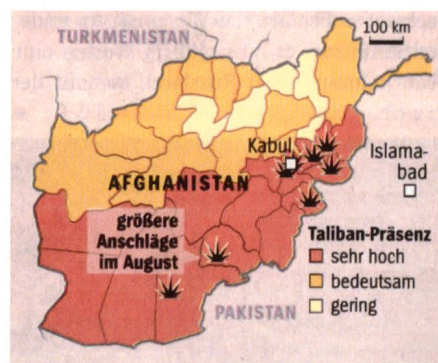 TURKMENISTAN
100 km
Kabul
Islama-
bad
AFGHANISTAN
größere
Anschläge
im August
Taliban-Präsenz
sehr hoch
bedeutsam
gering
PAKISTAN